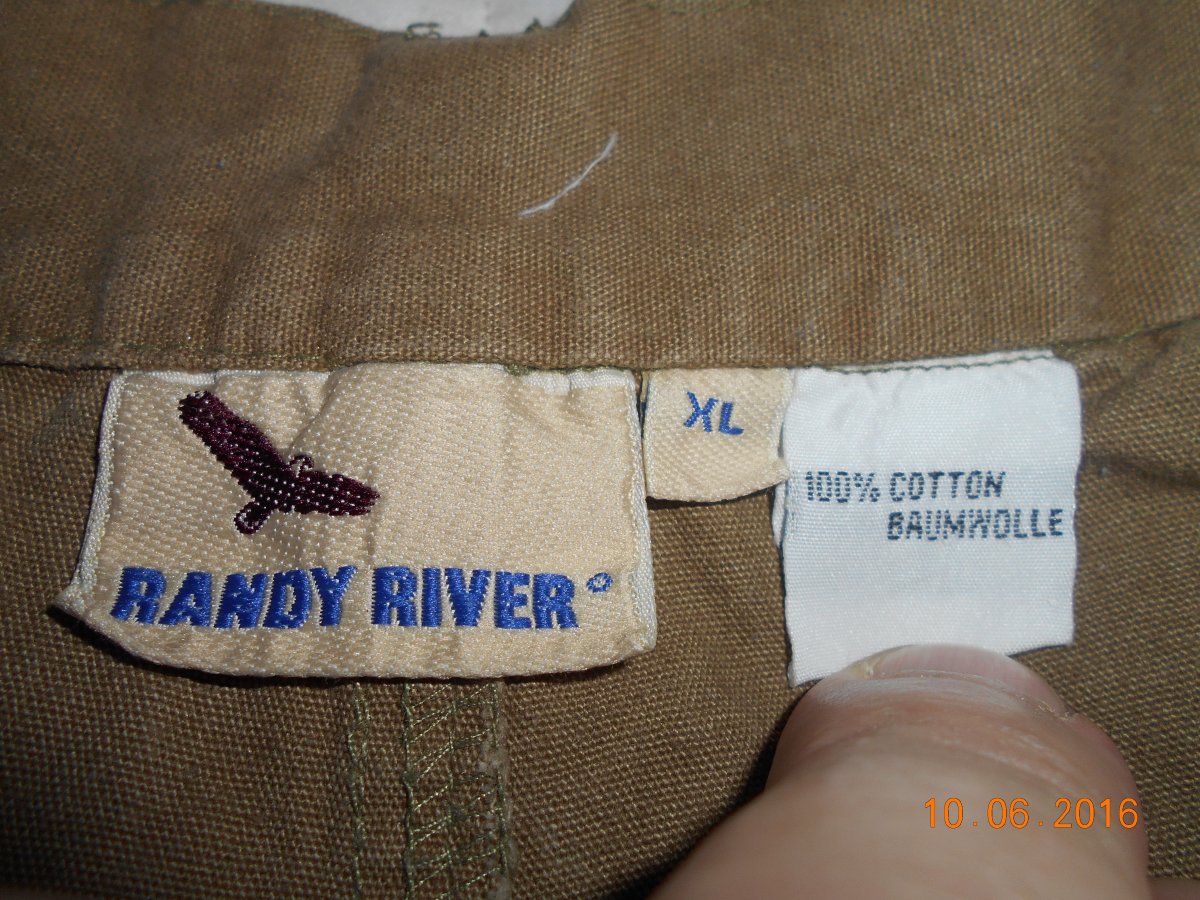 RANDY RIVER°
XL
100% COTTON
BAUMWOLLE
10.06.2016